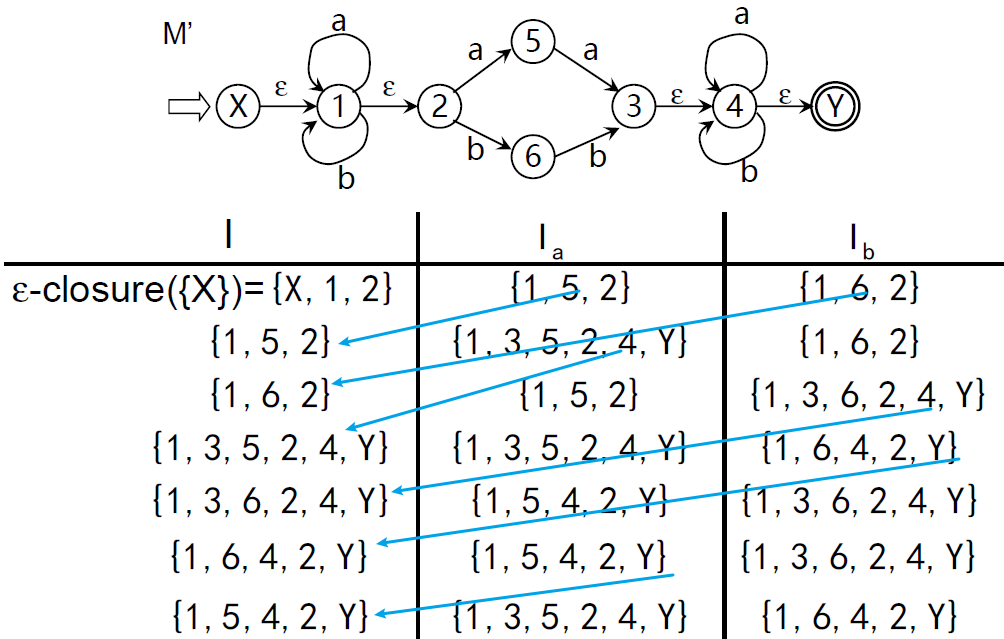 M’
a a
5
a a
ε ε ε ε
X 1 2 3 4 Y
b b
6
b b
I I a I b
ε-closure({X})= {X, 1, 2} {1, 5, 2} {1, 6, 2}
{1, 5, 2} {1, 3, 5, 2, 4, Y} {1, 6, 2}
{1, 6, 2} {1, 5, 2} {1, 3, 6, 2, 4, Y}
{1, 3, 5, 2, 4, Y} {1, 3, 5, 2, 4, Y} {1, 6, 4, 2, Y}
{1, 3, 6, 2, 4, Y} {1, 5, 4, 2, Y} {1, 3, 6, 2, 4, Y}
{1, 6, 4, 2, Y} {1, 5, 4, 2, Y} {1, 3, 6, 2, 4, Y}
{1, 5, 4, 2, Y} {1, 3, 5, 2, 4, Y} {1, 6, 4, 2, Y}